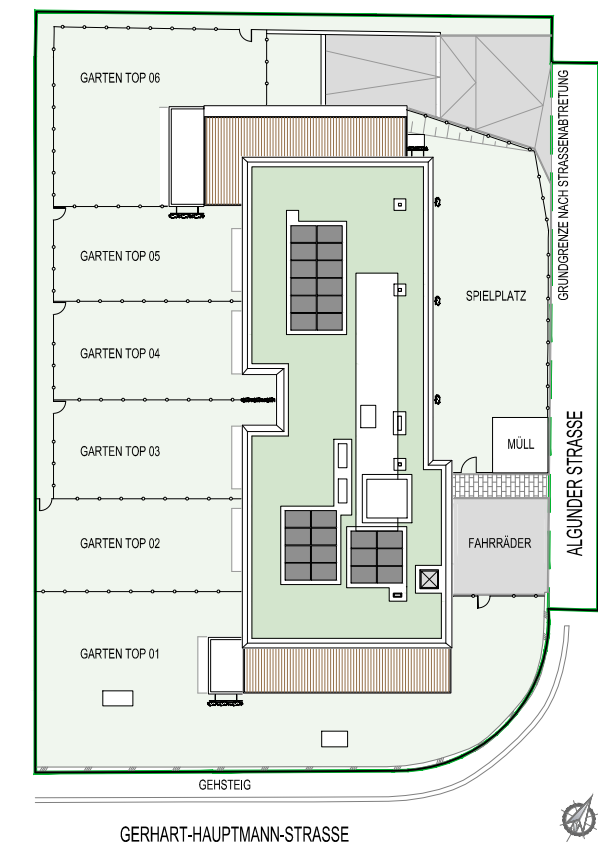 GARTEN TOP 06
GRUNDGRENZE NACH STRASSENABTRETUNG
GARTEN TOP 05
SPIELPLATZ
GARTEN TOP 04
GARTEN TOP 03
MÜLL
ALGUNDER STRASSE
GARTEN TOP 02
FAHRRÄDER
GARTEN TOP 01
GEHSTEIG
GERHART-HAUPTMANN-STRASSE